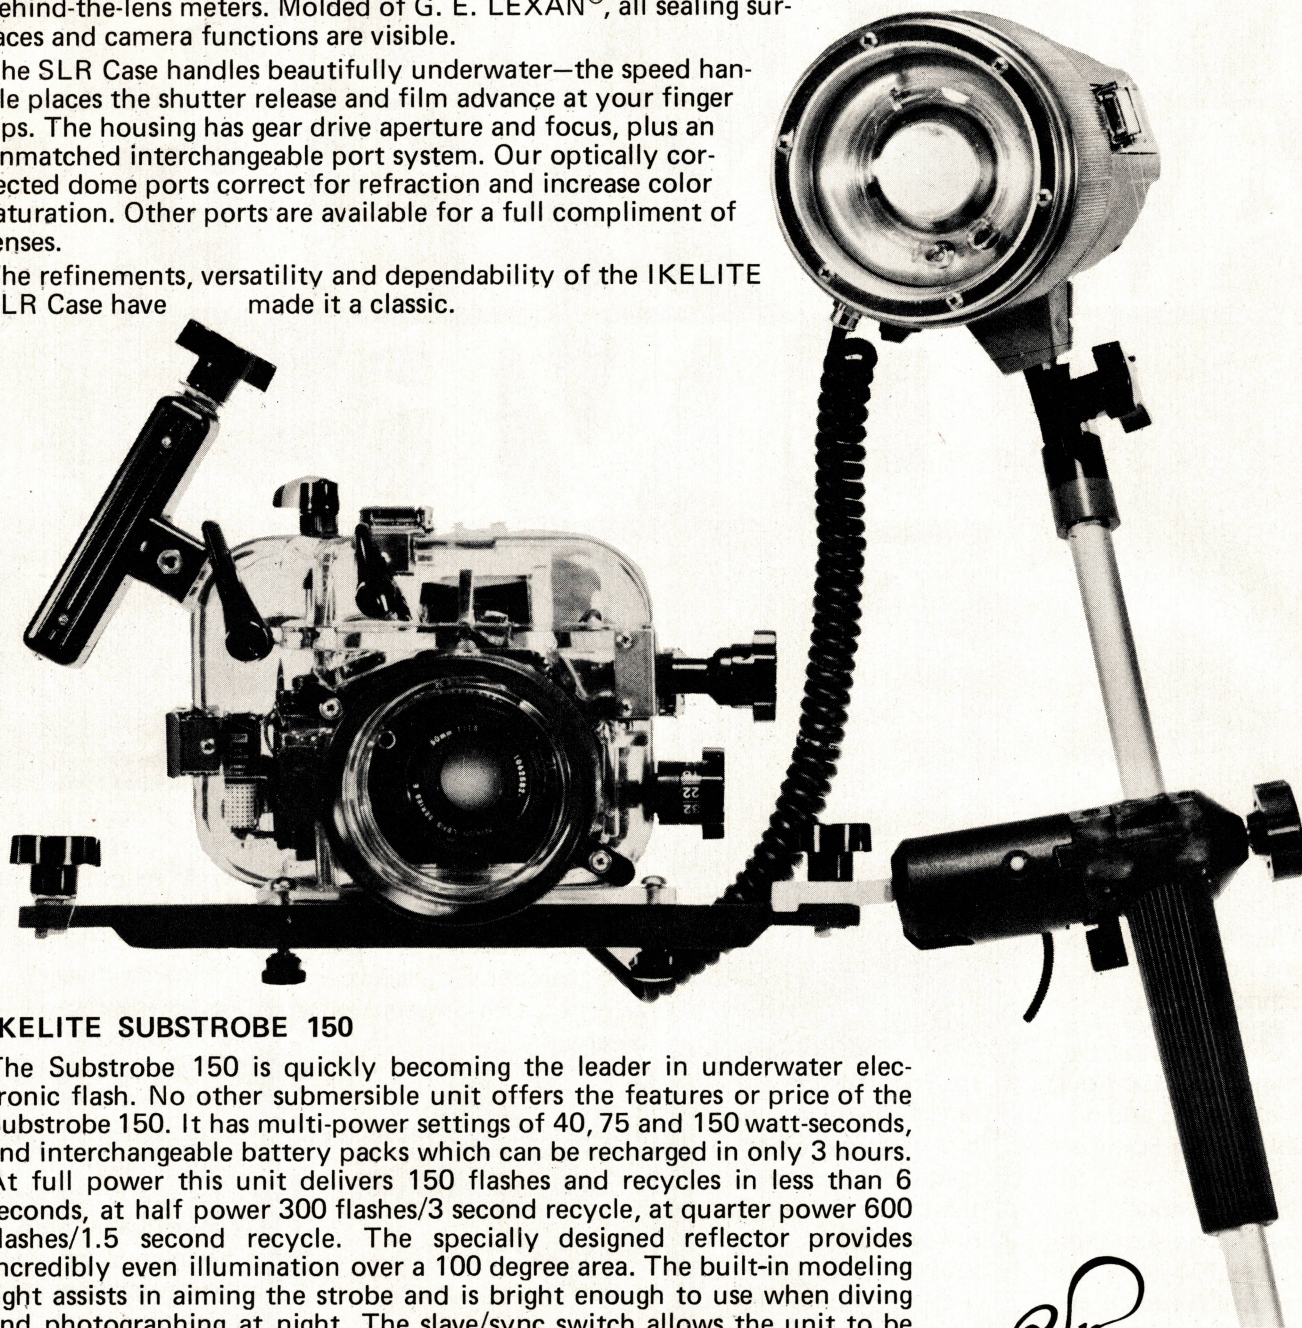 ehind-the-lens meters. Molded of G. E. LEXAN®, all sealing sur-
aces and camera functions are visible.
he SLR Case handles beautifully underwater—the speed han-
le places the shutter release and film advance at your finger
ps. The housing has gear drive aperture and focus, plus an
nmatched interchangeable port system. Our optically cor-
ected dome ports correct for refraction and increase color
aturation. Other ports are available for a full compliment of
enses.
he refinements, versatility and dependability of the IKELITE
LR Case have made it a classic.
50mm 1:1.8
SERIES E
22
32
KELITE SUBSTROBE 150
The Substrobe 150 is quickly becoming the leader in underwater elec-
ronic flash. No other submersible unit offers the features or price of the
ubstrobe 150. It has multi-power settings of 40, 75 and 150 watt-seconds,
nd interchangeable battery packs which can be recharged in only 3 hours.
At full power this unit delivers 150 flashes and recycles in less than 6
econds, at half power 300 flashes/3 second recycle, at quarter power 600
lashes/1.5 second recycle. The specially designed reflector provides
ncredibly even illumination over a 100 degree area. The built-in modeling
ght assists in aiming the strobe and is bright enough to use when diving
nd photographing at night. The slave/sync switch allows the unit to be